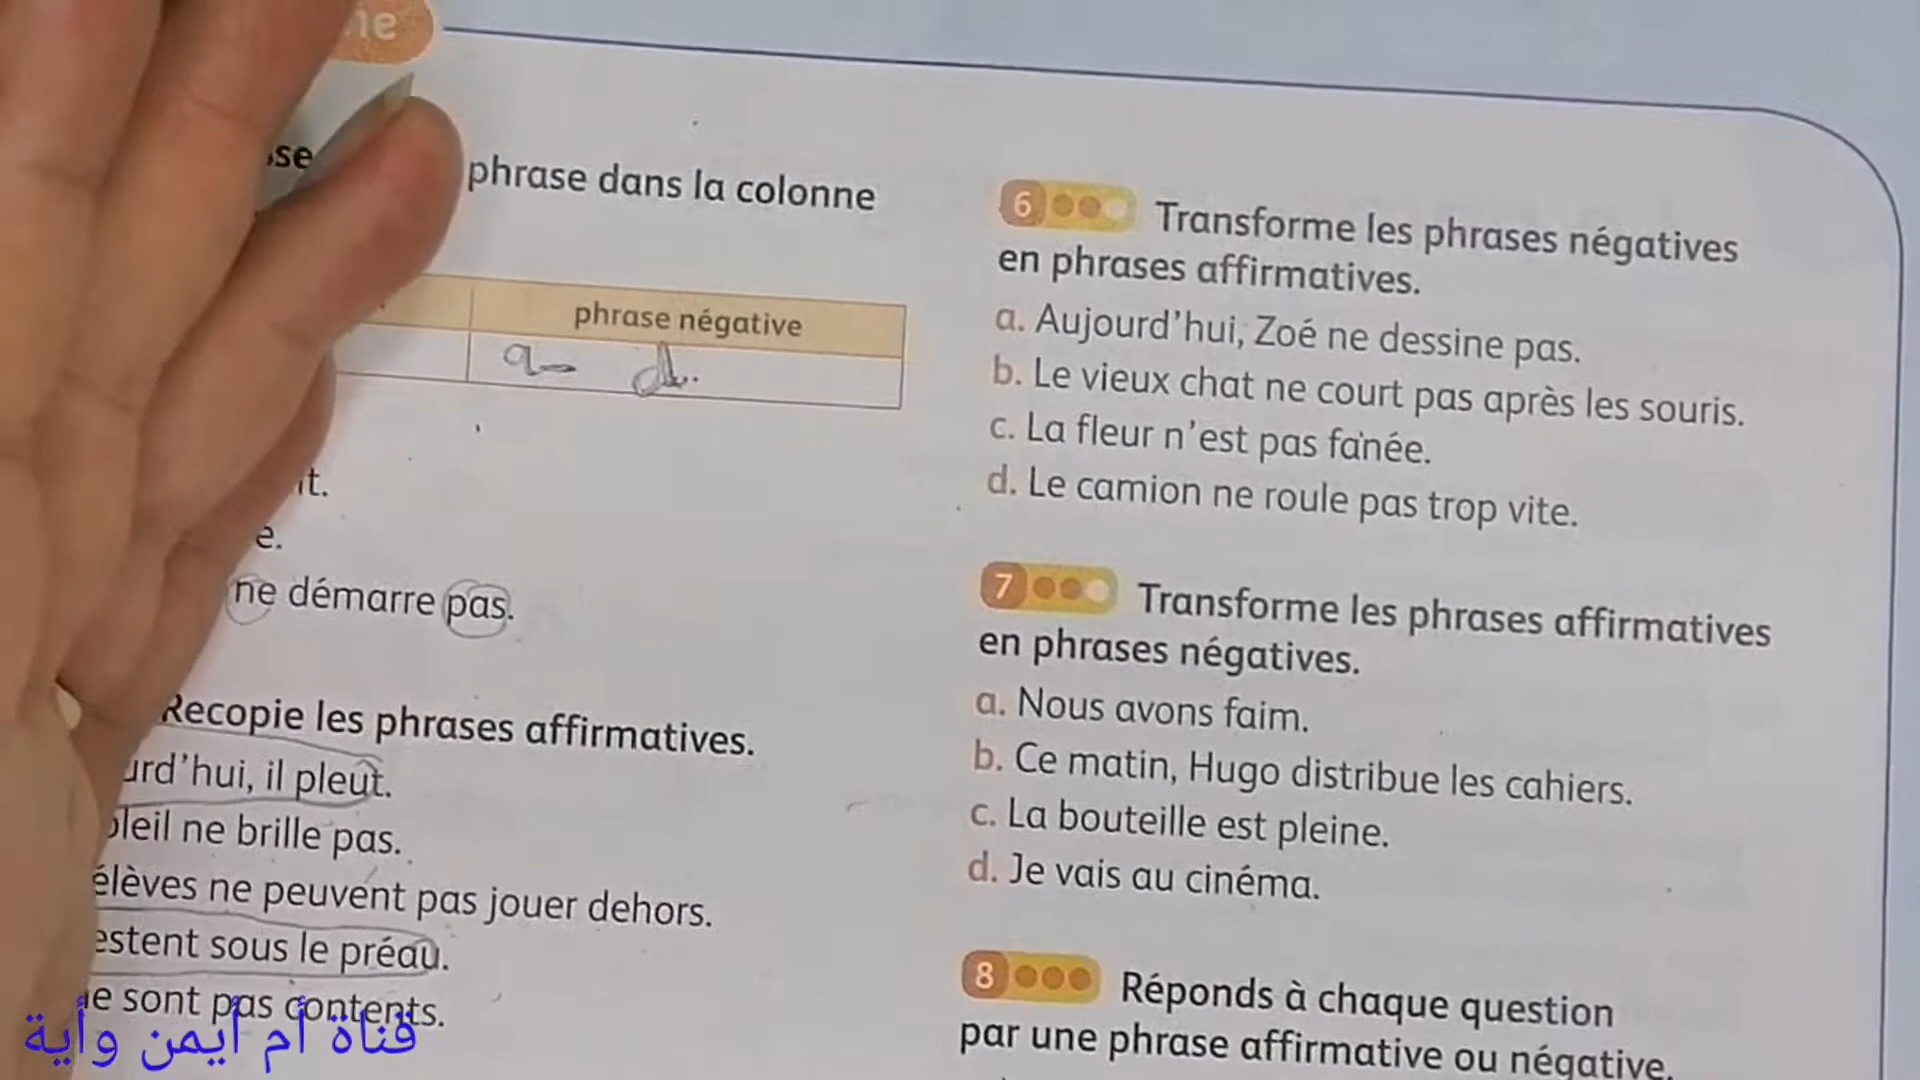 phrase dans la colonne
phrase négative
a- d.
ne démarre pas.
Recopie les phrases affirmatives.
il pleut.
ne brille pas.
élèves ne peuvent pas jouer dehors.
sous le préau.
sont pas contents.
6 Transforme les phrases négatives
en phrases affirmatives.
a. Aujourd’hui, Zoé ne dessine pas.
b. Le vieux chat ne court pas après les souris.
c. La fleur n’est pas fanée.
d. Le camion ne roule pas trop vite.
7 Transforme les phrases affirmatives
en phrases négatives.
a. Nous avons faim.
b. Ce matin, Hugo distribue les cahiers.
c. La bouteille est pleine.
d. Je vais au cinéma.
8 Réponds à chaque question
par une phrase affirmative ou négative.
قناة أم أيمن وأية